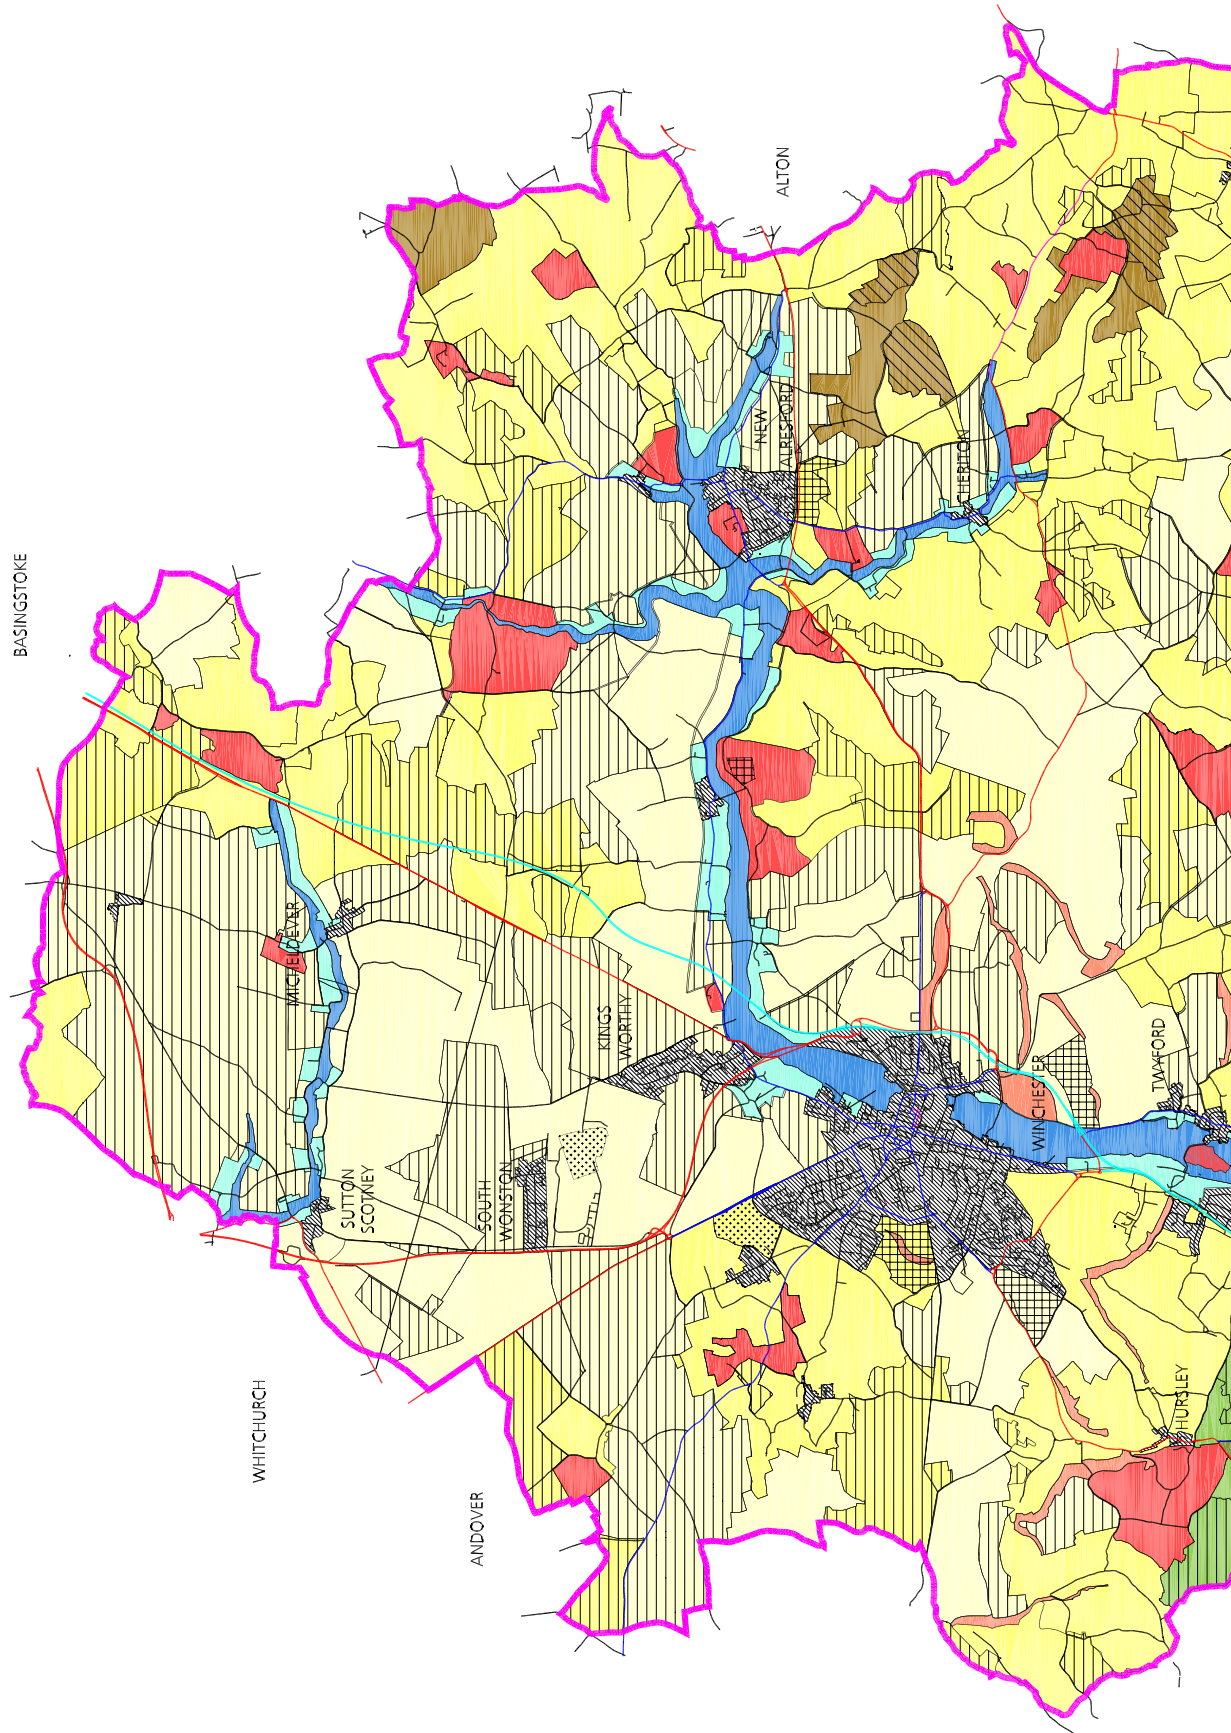 BASINGSTOKE
ALTON
NEW
ALRESFORD
CHERITON
MICHELDEVER
KINGS
WORTHY
SUTTON
SCOTNEY
SOUTH
WONSTON
WINCHESTER
TWYFORD
WHITCHURCH
HURSLEY
ANDOVER